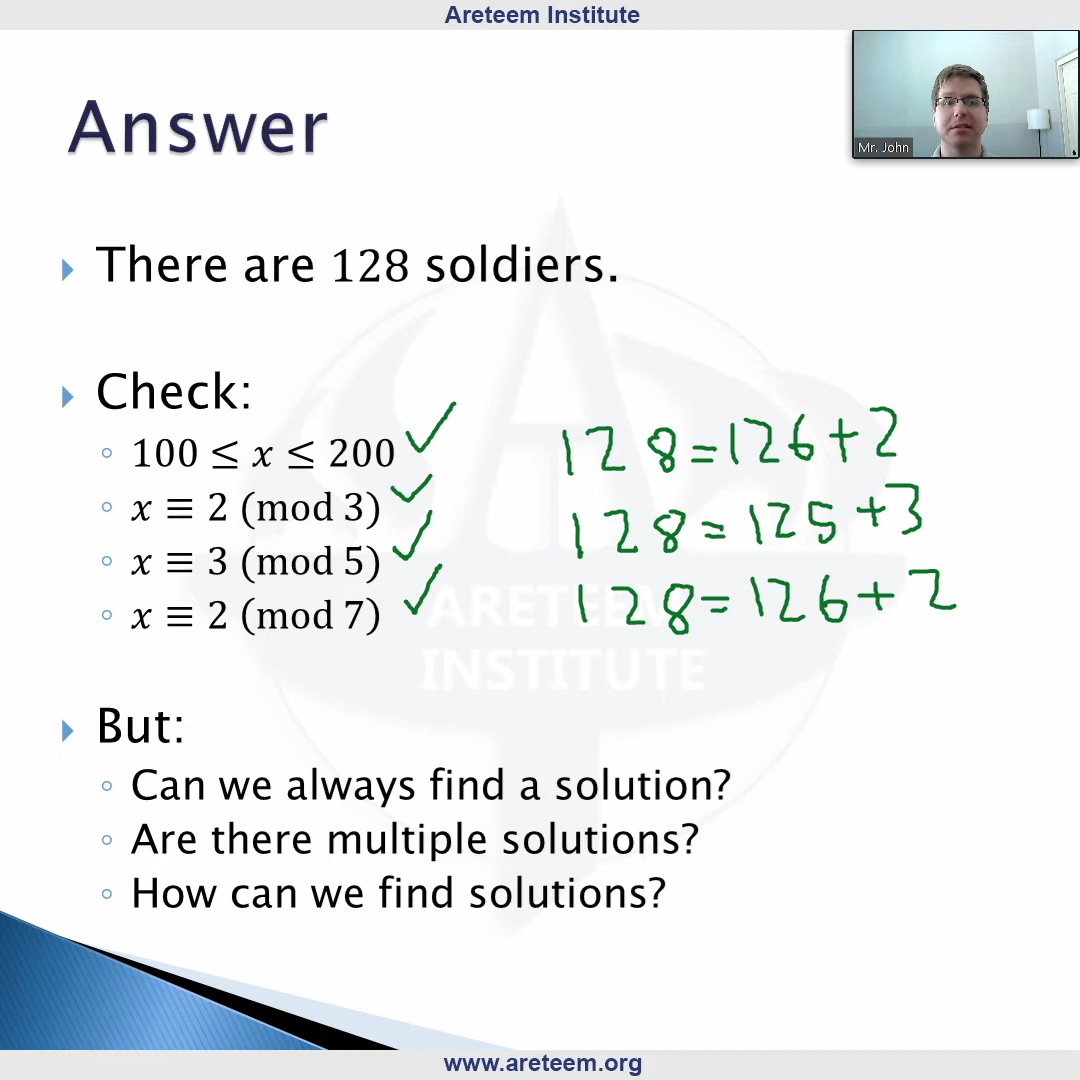 Areteem Institute
Answer
Mr. John
There are 128 soldiers.
Check:
100 ≤ x ≤ 200
128=126+2
x ≡ 2 (mod 3)
128=125+3
x ≡ 3 (mod 5)
x ≡ 2 (mod 7)
128=126+2
ARETEEM
INSTITUTE
But:
Can we always find a solution?
Are there multiple solutions?
How can we find solutions?
www.areteem.org